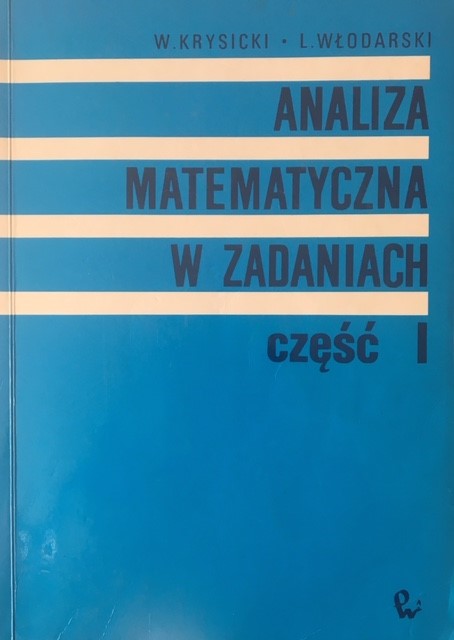 W. KRYSICKI • L. WŁODARSKI
ANALIZA
MATEMATYCZNA
W ZADANIACH
część I